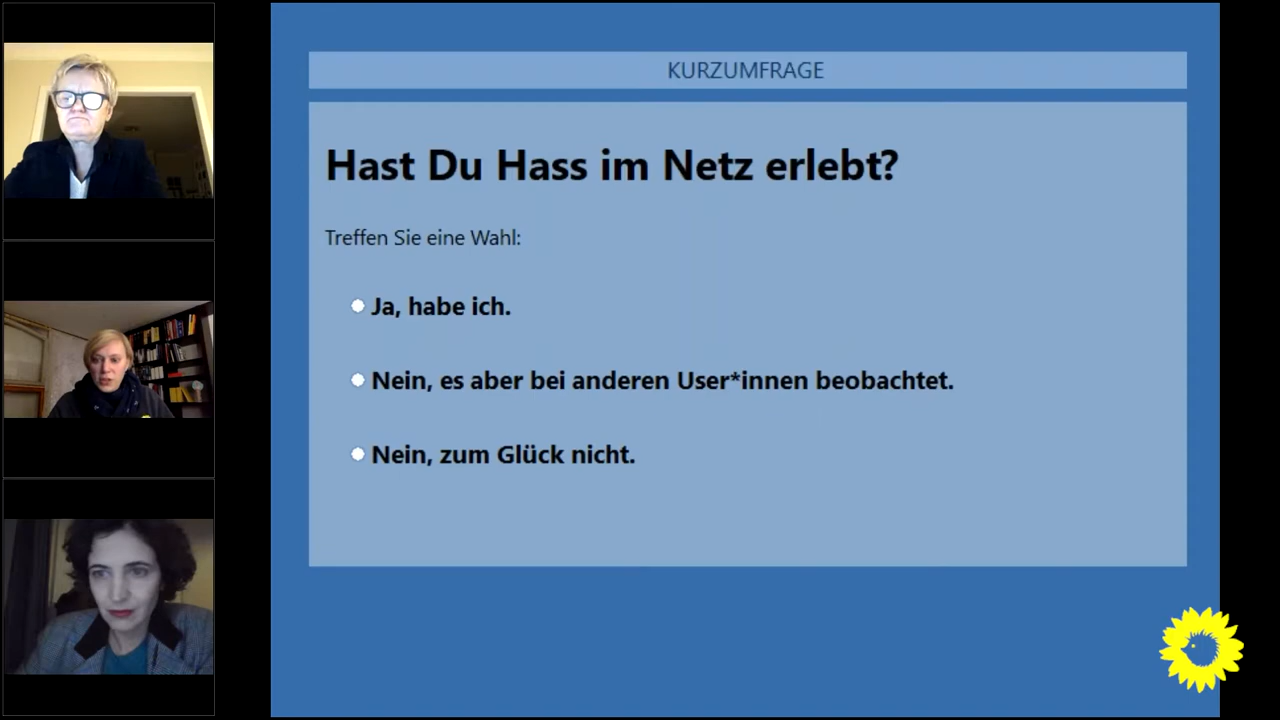 KURZUMFRAGE
Hast Du Hass im Netz erlebt?
Treffen Sie eine Wahl:
Ja, habe ich.
Nein, es aber bei anderen User*innen beobachtet.
Nein, zum Glück nicht.